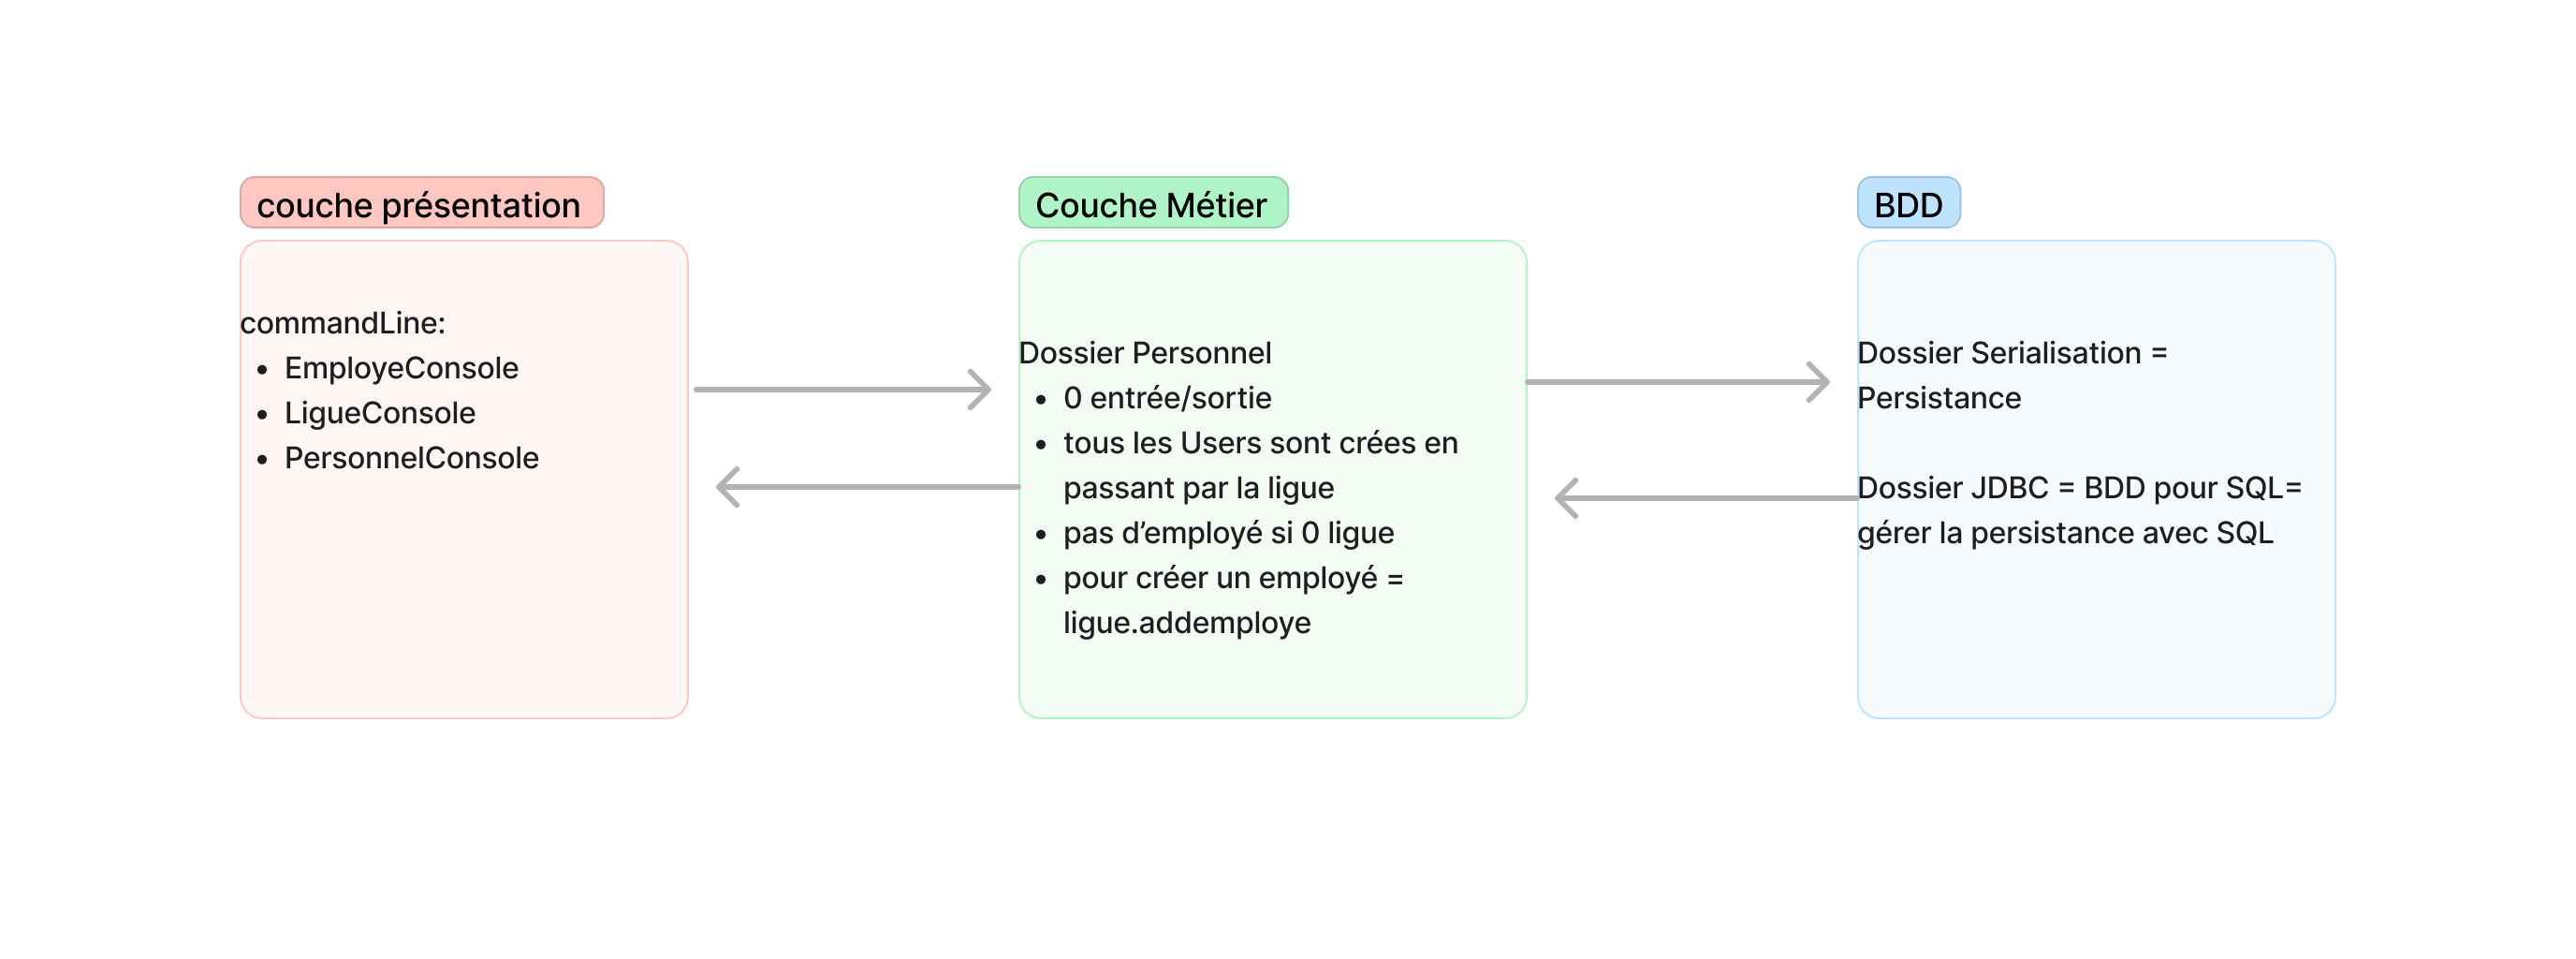 couche présentation
commandLine:
• EmployeConsole
• LigueConsole
• PersonnelConsole
Couche Métier
Dossier Personnel
• 0 entrée/sortie
• tous les Users sont crées en
passant par la ligue
• pas d’employé si 0 ligue
• pour créer un employé =
ligue.addemploye
BDD
Dossier Serialisation =
Persistance
Dossier JDBC = BDD pour SQL=
gérer la persistance avec SQL